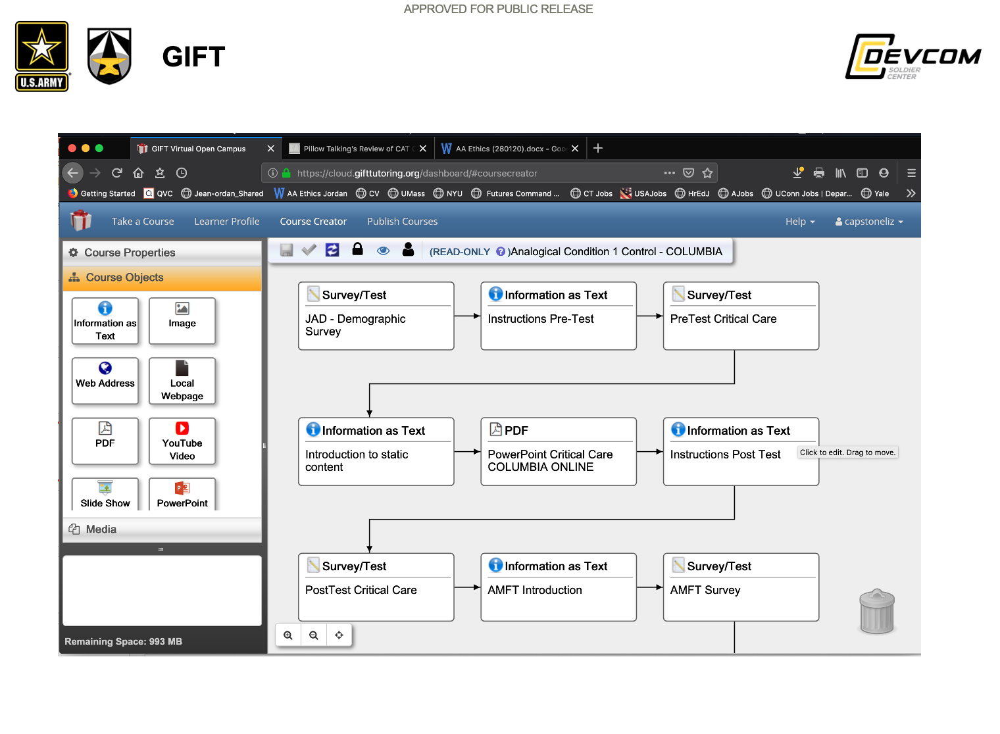 APPROVED FOR PUBLIC RELEASE
U.S.ARMY
GIFT
DEVCOM
SOLDIER
CENTER
GIFT Virtual Open Campus
Pillow Talking's Review of CAT
AA Ethics (280120).docx - Goo
https://cloud.gifttutoring.org/dashboard/#coursecreator
Getting Started QVC Jean-ordan_Shared AA Ethics Jordan CV UMass NYU Futures Command ... CT Jobs USAJobs HrEdJ AJobs UConn Jobs | Depar... Yale
Take a Course Learner Profile Course Creator Publish Courses Help capstoneliz
Course Properties
Course Objects
Information as
Text
Image
Web Address
Local
Webpage
PDF
YouTube
Video
Slide Show
PowerPoint
Media
Remaining Space: 993 MB
(READ-ONLY ?)Analogical Condition 1 Control - COLUMBIA
Survey/Test
JAD - Demographic
Survey
Information as Text
Instructions Pre-Test
Survey/Test
PreTest Critical Care
Information as Text
Introduction to static
content
PDF
PowerPoint Critical Care
COLUMBIA ONLINE
Information as Text
Instructions Post Test
Click to edit. Drag to move.
Survey/Test
PostTest Critical Care
Information as Text
AMFT Introduction
Survey/Test
AMFT Survey